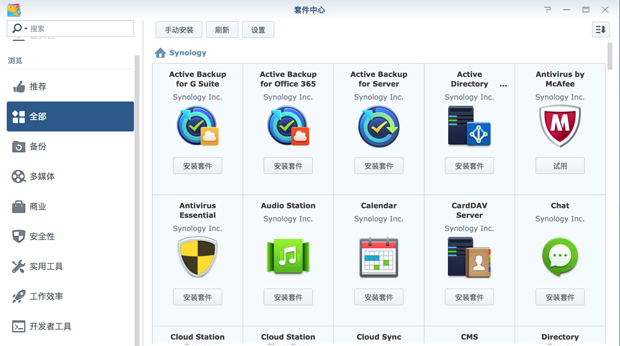 套件中心
搜索
手动安装
刷新
设置
Synology
浏览
推荐
全部
备份
多媒体
商业
安全性
实用工具
工作效率
开发者工具
Active Backup
for G Suite
Synology Inc.
安装套件
Active Backup
for Office 365
Synology Inc.
安装套件
Active Backup
for Server
Synology Inc.
安装套件
Active
Directory ...
Synology Inc.
安装套件
Antivirus by
McAfee
Synology Inc.
试用
Antivirus
Essential
Synology Inc.
安装套件
Audio Station
Synology Inc.
安装套件
Calendar
Synology Inc.
安装套件
CardDAV
Server
Synology Inc.
安装套件
Chat
Synology Inc.
安装套件
Cloud Station
Cloud Station
Cloud Sync
CMS
Directory